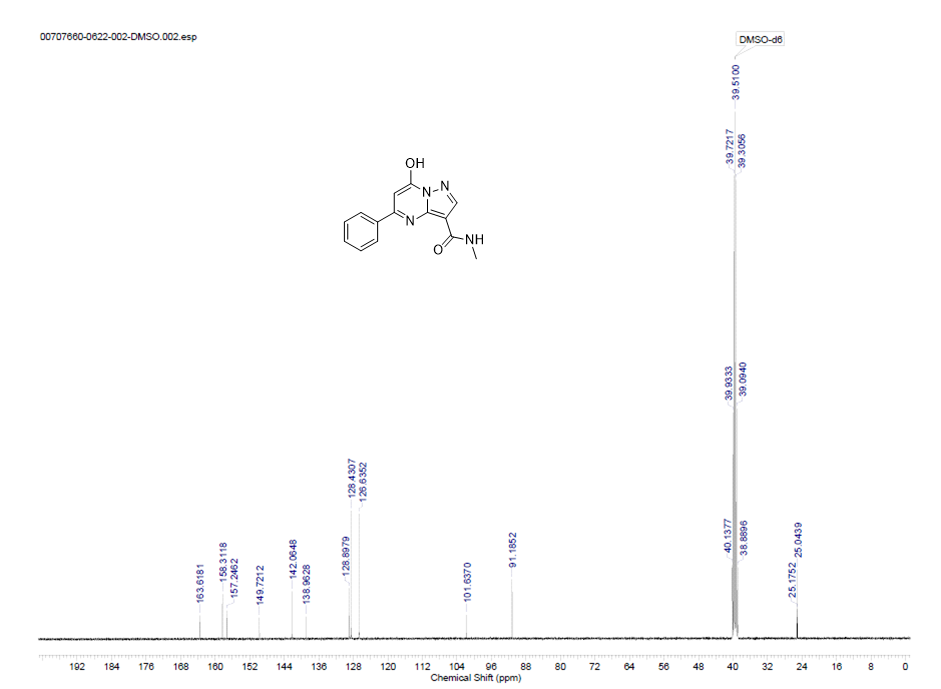 00707660-0622-002-DMSO.002.esp
DMSO-d6
39.5100
39.7217
39.3056
39.9333
39.0940
40.1377
38.8896
25.1752
25.0439
163.6181
158.3118
157.2462
149.7212
142.0648
138.9628
128.8979
128.4307
126.6352
101.6370
91.1852
OH
N
N
N
O
NH
192 184 176 168 160 152 144 136 128 120 112 104 96 88 80 72 64 56 48 40 32 24 16 8 0
Chemical Shift (ppm)